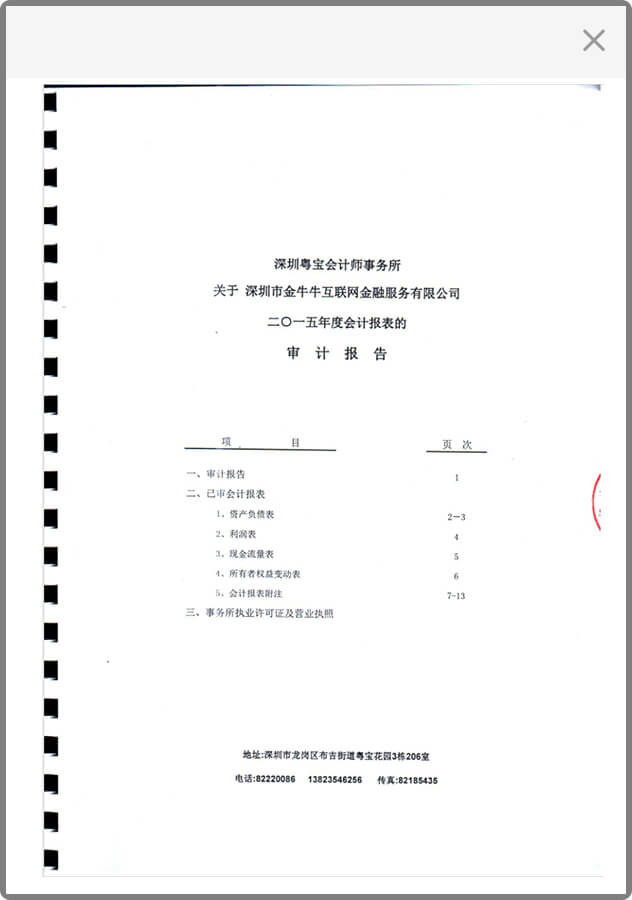 深圳粤宝会计师事务所
关于 深圳市金牛牛互联网金融服务有限公司
二〇一五年度会计报表的
审 计 报 告
项 目 页 次
一、审计报告 1
二、已审会计报表
1、资产负债表 2—3
2、利润表 4
3、现金流量表 5
4、所有者权益变动表 6
5、会计报表附注 7-13
三、事务所执业许可证及营业执照
地址:深圳市龙岗区布吉街道粤宝花园3栋206室
电话:82220086 13823546256 传真:82185435